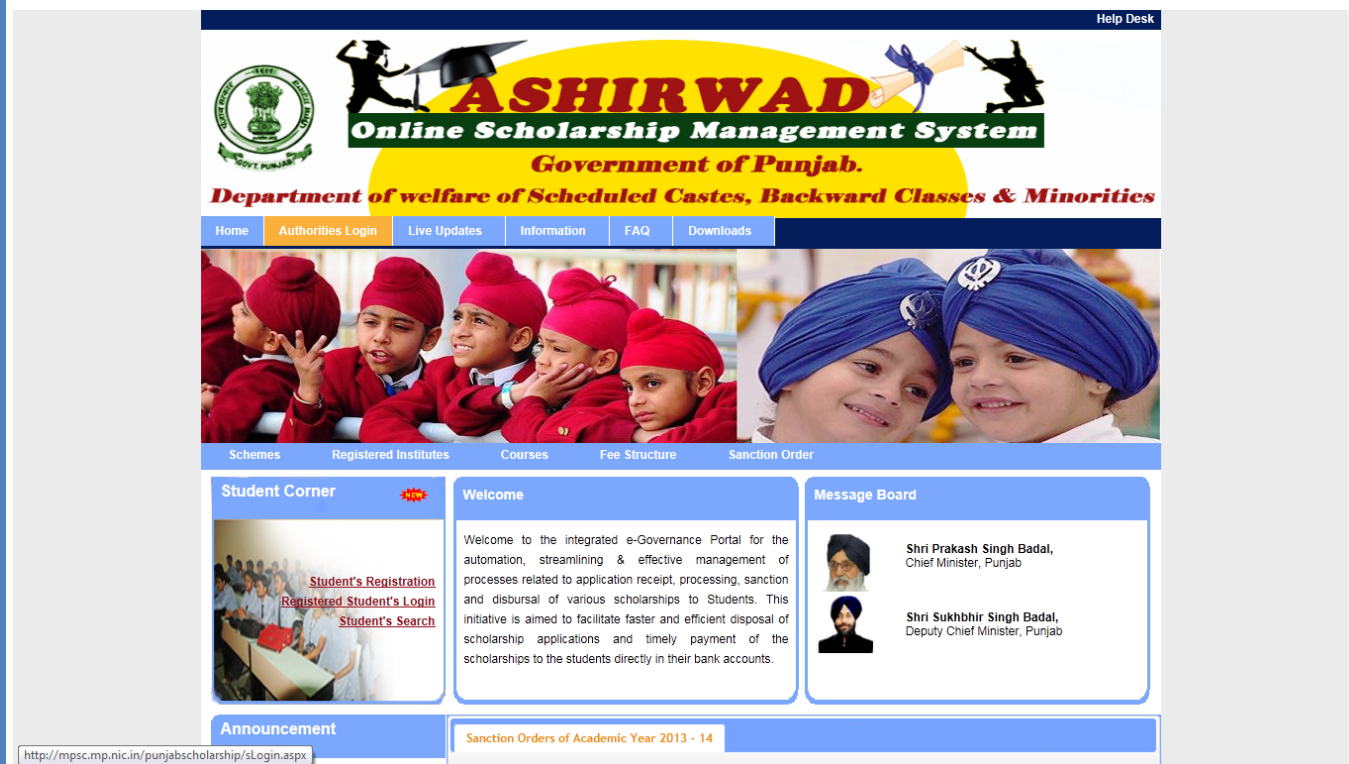 Help Desk
ASHIRWAD
Online Scholarship Management System
Government of Punjab.
Department of welfare of Scheduled Castes, Backward Classes & Minorities
GOVT. PUNJAB
Home Authorities Login Live Updates Information FAQ Downloads
Schemes Registered Institutes Courses Fee Structure Sanction Order
Student Corner
NEW
Student's Registration
Registered Student's Login
Student's Search
Welcome
Welcome to the integrated e-Governance Portal for the
automation, streamlining & effective management of
processes related to application receipt, processing, sanction
and disbursal of various scholarships to Students. This
initiative is aimed to facilitate faster and efficient disposal of
scholarship applications and timely payment of the
scholarships to the students directly in their bank accounts.
Message Board
Shri Prakash Singh Badal,
Chief Minister, Punjab
Shri Sukhbhir Singh Badal,
Deputy Chief Minister, Punjab
Announcement
Sanction Orders of Academic Year 2013 - 14
http://mpsc.mp.nic.in/punjabscholarship/sLogin.aspx